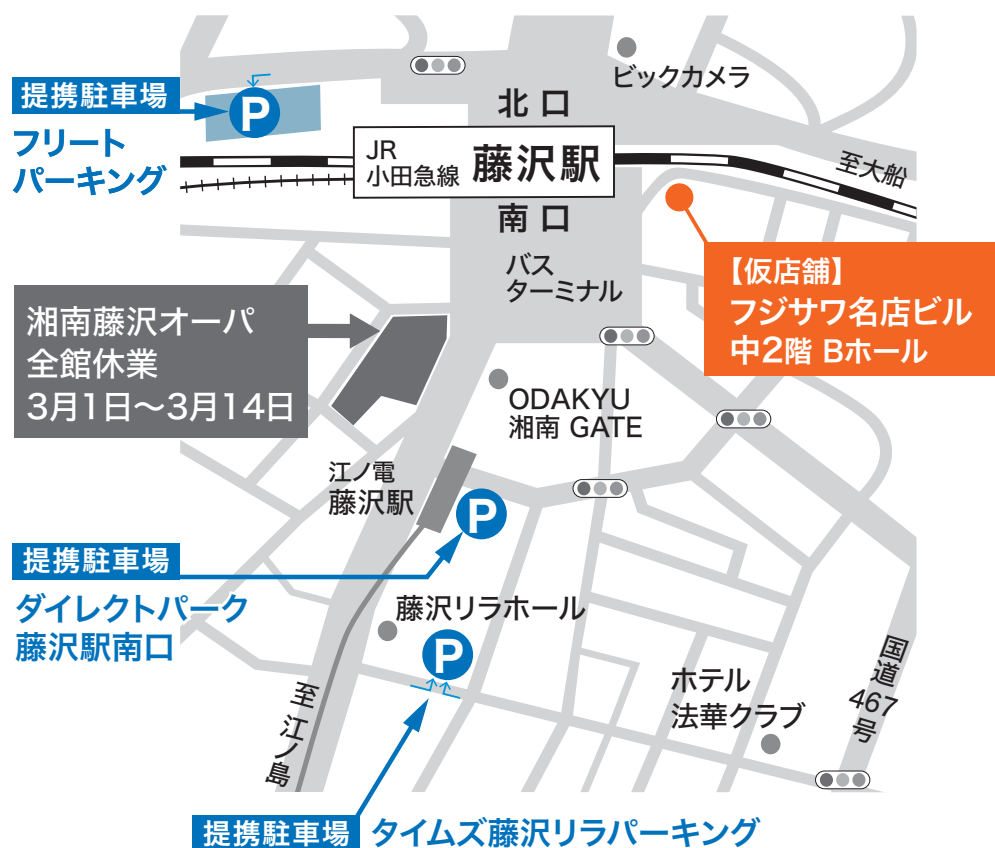 ビックカメラ
提携駐車場
P
フリート
パーキング
北口
JR
小田急線
藤沢駅
至大船
南口
バス
ターミナル
【仮店舗】
フジサワ名店ビル
中2階 Bホール
湘南藤沢オーパ
全館休業
3月1日〜3月14日
ODAKYU
湘南 GATE
江ノ電
藤沢駅
P
提携駐車場
ダイレクトパーク
藤沢駅南口
藤沢リラホール
P
国道467号
ホテル
法華クラブ
至 江ノ島
提携駐車場 タイムズ藤沢リラパーキング